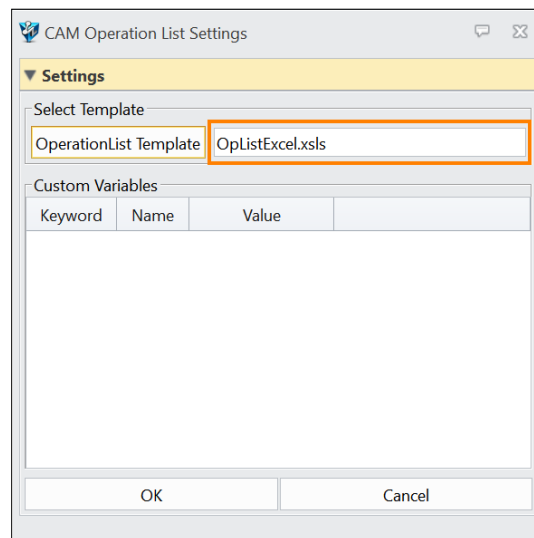 CAM Operation List Settings
Settings
Select Template
OperationList Template OpListExcel.xsls
Custom Variables
Keyword Name Value
OK Cancel